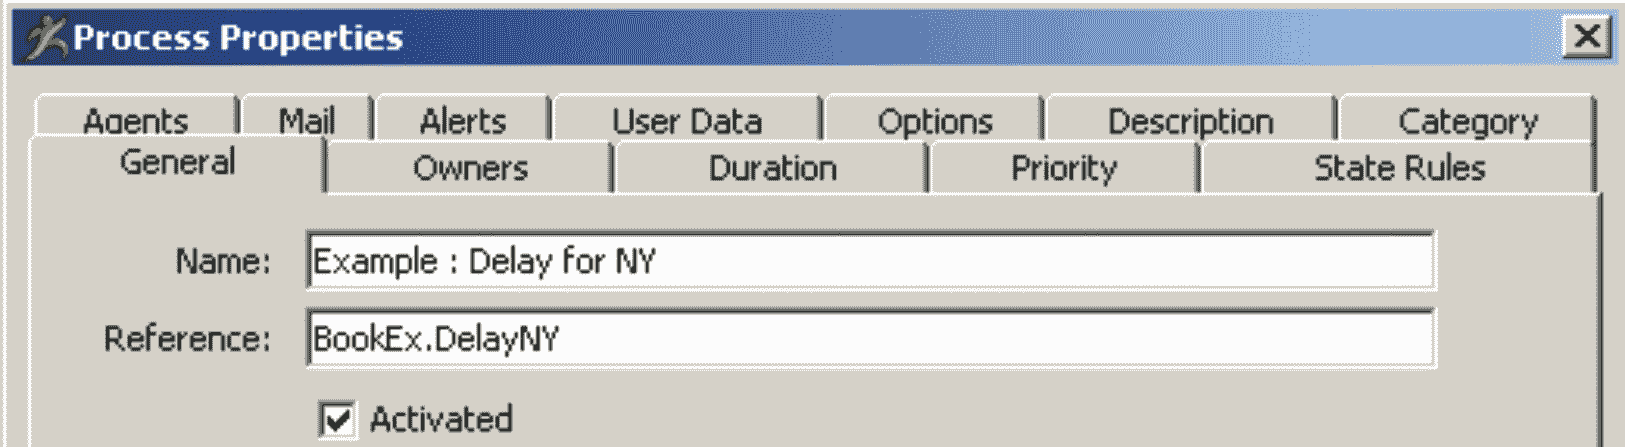 Process Properties
Agents Mail Alerts User Data Options Description Category
General Owners Duration Priority State Rules
Name: Example : Delay for NY
Reference: BookEx.DelayNY
Activated